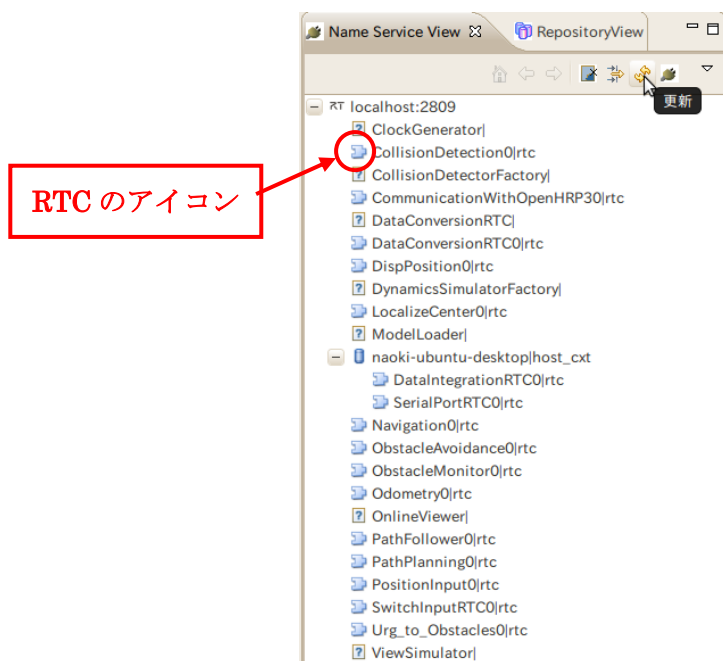 Name Service View
RepositoryView
更新
RT localhost:2809
ClockGenerator|
CollisionDetection0|rtc
CollisionDetectorFactory|
CommunicationWithOpenHRP30|rtc
DataConversionRTC|
DataConversionRTC0|rtc
DispPosition0|rtc
DynamicsSimulatorFactory|
LocalizeCenter0|rtc
ModelLoader|
naoki-ubuntu-desktop|host_cxt
DataIntegrationRTC0|rtc
SerialPortRTC0|rtc
Navigation0|rtc
ObstacleAvoidance0|rtc
ObstacleMonitor0|rtc
Odometry0|rtc
OnlineViewer|
PathFollower0|rtc
PathPlanning0|rtc
PositionInput0|rtc
SwitchInputRTC0|rtc
Urg_to_Obstacles0|rtc
ViewSimulator|
RTC のアイコン